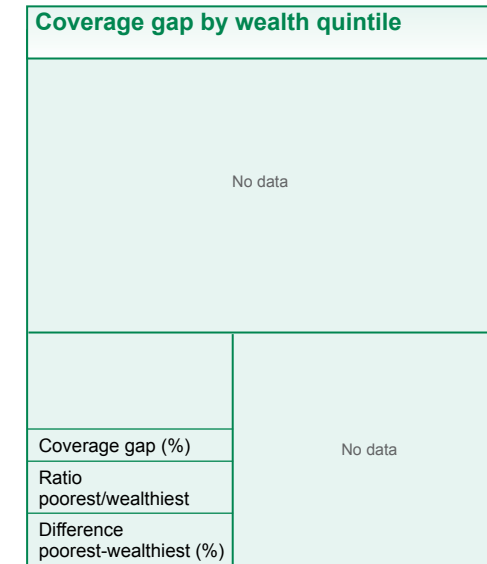 Coverage gap by wealth quintile
No data
Coverage gap (%)
No data
Ratio
poorest/wealthiest
Difference
poorest-wealthiest (%)